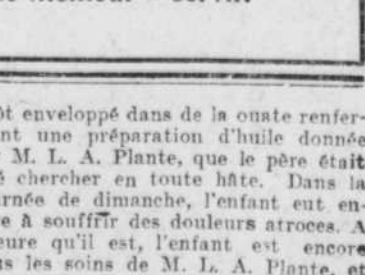 ôt enveloppé dans de la ouate renfer-
nt une préparation d'huile donnée
M. L. A. Plante, que le père était
é chercher en toute hâte. Dans la
urnée de dimanche, l'enfant eut en-
e à souffrir des douleurs atroces. A
eure qu'il est, l'enfant est encore
us les soins de M. L. A. Plante, et